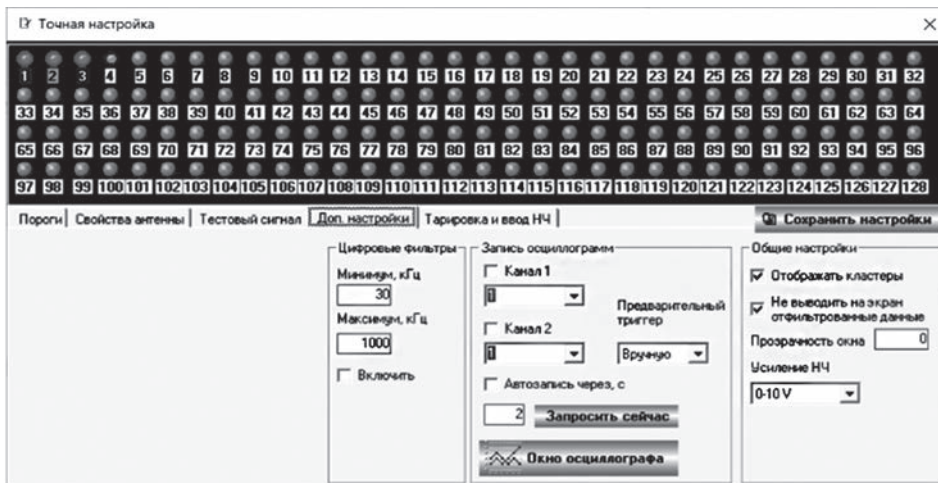 Точная настройка
1 2 3 4 5 6 7 8 9 10 11 12 13 14 15 16 17 18 19 20 21 22 23 24 25 26 27 28 29 30 31 32
33 34 35 36 37 38 39 40 41 42 43 44 45 46 47 48 49 50 51 52 53 54 55 56 57 58 59 60 61 62 63 64
65 66 67 68 69 70 71 72 73 74 75 76 77 78 79 80 81 82 83 84 85 86 87 88 89 90 91 92 93 94 95 96
97 98 99 100 101 102 103 104 105 106 107 108 109 110 111 112 113 114 115 116 117 118 119 120 121 122 123 124 125 126 127 128
Пороги Свойства антенны Тестовый сигнал Доп. настройки Тарировка и ввод НЧ Сохранить настройки
Цифровые фильтры
Минимум, кГц
30
Максимум, кГц
1000
Включить
Запись осциллограмм
Канал 1
1
Канал 2
1
Предварительный
триггер
Вручную
Автозапись через, с
2 Запросить сейчас
Окно осциллографа
Общие настройки
Отображать кластеры
Не выводить на экран
отфильтрованные данные
Прозрачность окна 0
Усиление НЧ
0-10 V